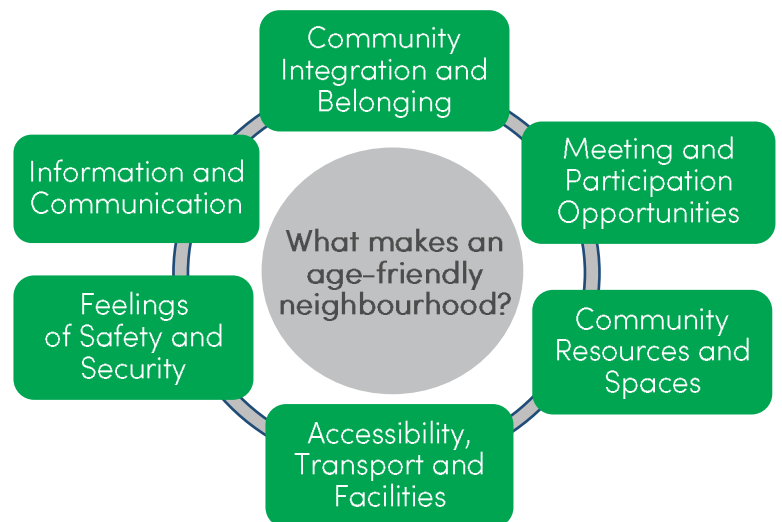 Community
Integration and
Belonging
Meeting and
Participation
Opportunities
Community
Resources and
Spaces
Accessibility,
Transport and
Facilities
Feelings
of Safety and
Security
Information and
Communication
What makes an
age-friendly
neighbourhood?